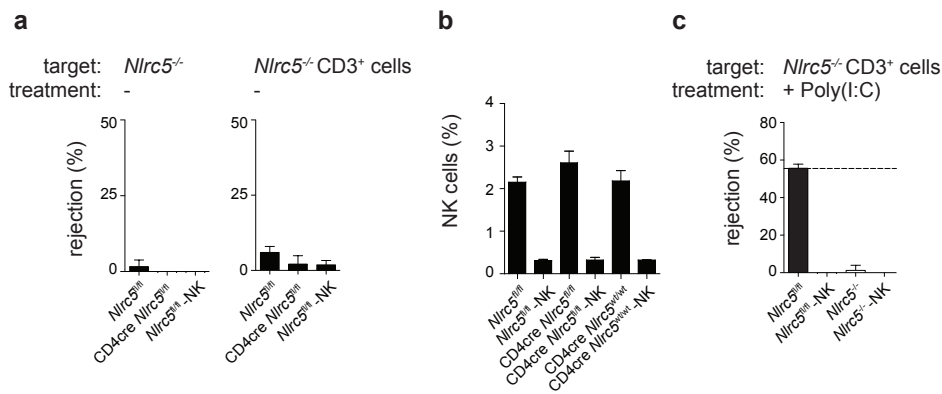 a
target: Nlrc5-/- Nlrc5-/- CD3+ cells
treatment: - -
rejection (%)
50
25
0
Nlrc5fl/fl
CD4cre Nlrc5fl/fl
Nlrc5fl/fl -NK
50
25
0
Nlrc5fl/fl
CD4cre Nlrc5fl/fl
Nlrc5fl/fl -NK
b
NK cells (%)
4
3
2
1
0
Nlrc5fl/fl
Nlrc5fl/fl -NK
CD4cre Nlrc5fl/fl
CD4cre Nlrc5fl/fl -NK
CD4cre Nlrc5wt/wt
CD4cre Nlrc5wt/wt -NK
c
target: Nlrc5-/- CD3+ cells
treatment: + Poly(I:C)
rejection (%)
80
60
40
20
0
Nlrc5fl/fl
Nlrc5fl/fl -NK
Nlrc5-/-
Nlrc5-/- -NK